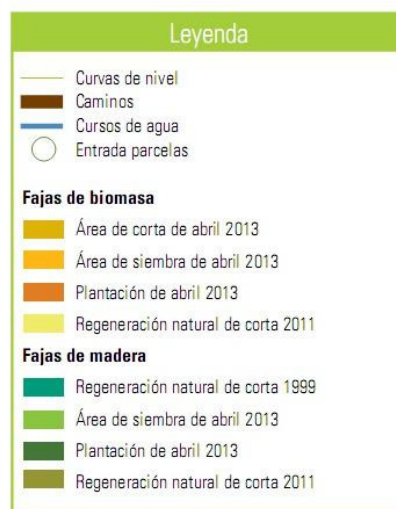 Leyenda
Curvas de nivel
Caminos
Cursos de agua
Entrada parcelas
Fajas de biomasa
Área de corta de abril 2013
Área de siembra de abril 2013
Plantación de abril 2013
Regeneración natural de corta 2011
Fajas de madera
Regeneración natural de corta 1999
Área de siembra de abril 2013
Plantación de abril 2013
Regeneración natural de corta 2011